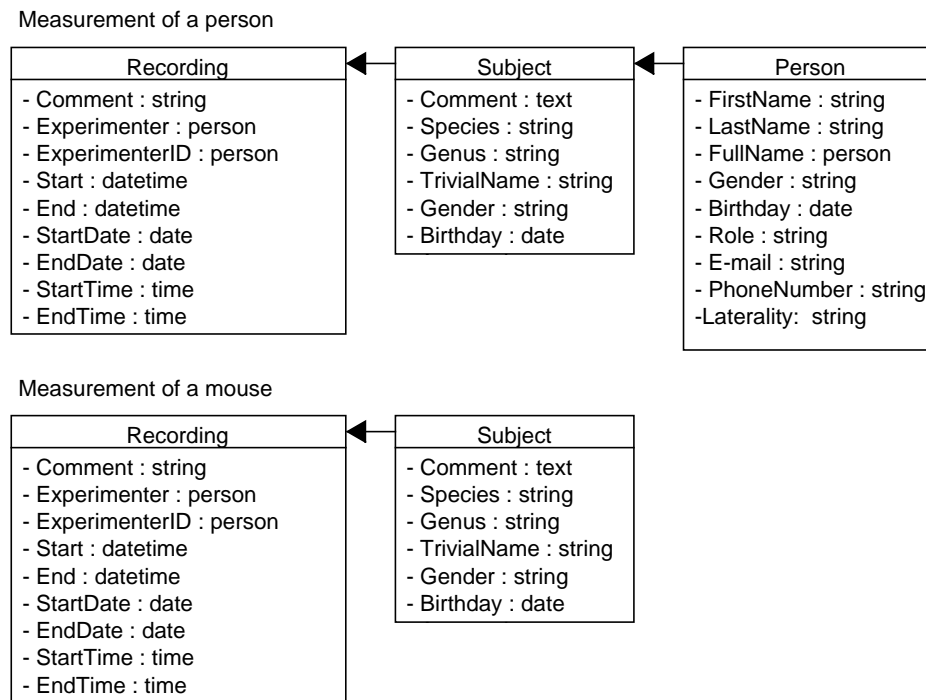 Measurement of a person
Recording
- Comment : string
- Experimenter : person
- ExperimenterID : person
- Start : datetime
- End : datetime
- StartDate : date
- EndDate : date
- StartTime : time
- EndTime : time
Subject
- Comment : text
- Species : string
- Genus : string
- TrivialName : string
- Gender : string
- Birthday : date
Person
- FirstName : string
- LastName : string
- FullName : person
- Gender : string
- Birthday : date
- Role : string
- E-mail : string
- PhoneNumber : string
-Laterality: string
Measurement of a mouse
Recording
- Comment : string
- Experimenter : person
- ExperimenterID : person
- Start : datetime
- End : datetime
- StartDate : date
- EndDate : date
- StartTime : time
- EndTime : time
Subject
- Comment : text
- Species : string
- Genus : string
- TrivialName : string
- Gender : string
- Birthday : date